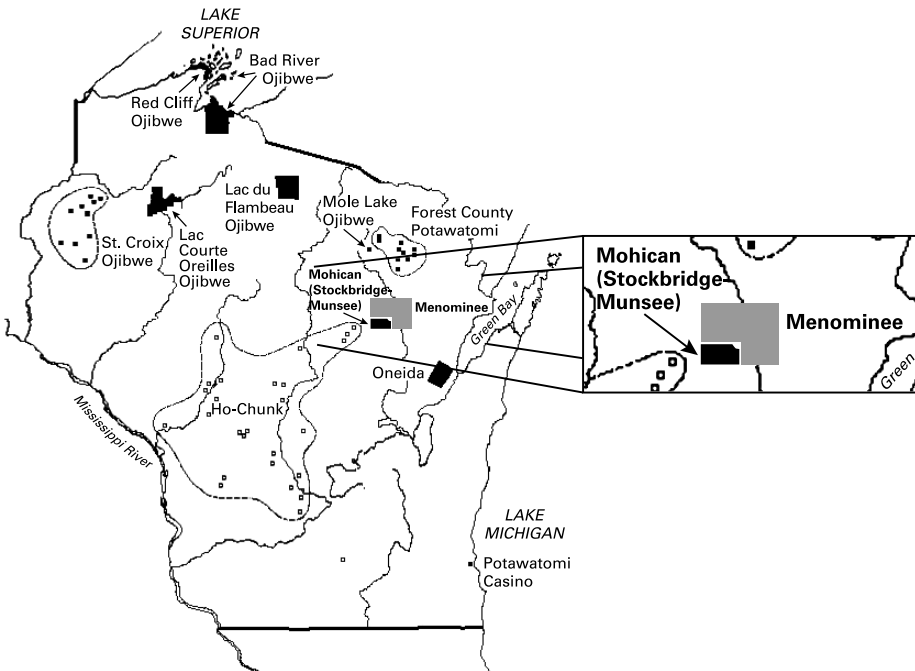 LAKE
SUPERIOR
Bad River
Ojibwe
Red Cliff
Ojibwe
Lac du
Flambeau
Ojibwe
Mole Lake
Ojibwe
Forest County
Potawatomi
St. Croix
Ojibwe
Lac
Courte
Oreilles
Ojibwe
Mohican
(Stockbridge-
Munsee)
Menominee
Green Bay
Oneida
Ho-Chunk
Mississippi River
LAKE
MICHIGAN
Potawatomi
Casino
Mohican
(Stockbridge-
Munsee)
Menominee
Green